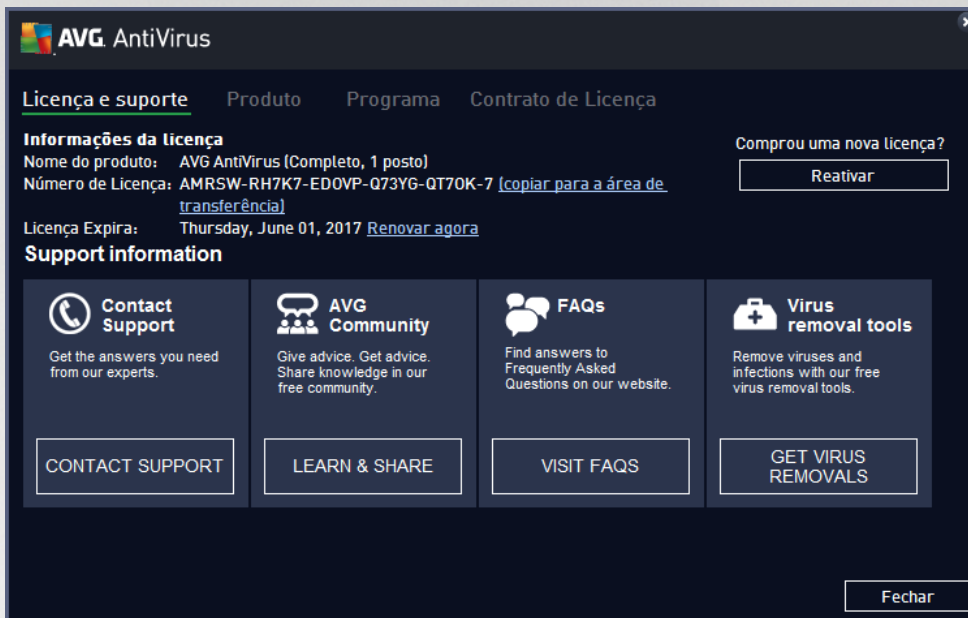 AVG AntiVirus
Licença e suporte Produto Programa Contrato de Licença
Informações da licença
Nome do produto: AVG AntiVirus (Completo, 1 posto)
Número de Licença: AMRSW-RH7K7-EDOVP-Q73YG-QT7OK-7 (copiar para a área de
transferência)
Licença Expira: Thursday, June 01, 2017 Renovar agora
Comprou uma nova licença?
Reativar
Support information
Contact
Support
Get the answers you need
from our experts.
CONTACT SUPPORT
AVG
Community
Give advice. Get advice.
Share knowledge in our
free community.
LEARN & SHARE
FAQs
Find answers to
Frequently Asked
Questions on our website.
VISIT FAQS
Virus
removal tools
Remove viruses and
infections with our free
virus removal tools.
GET VIRUS
REMOVALS
Fechar